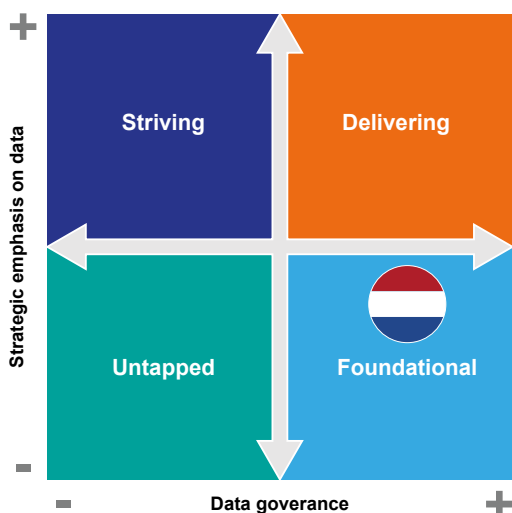 +
Strategic emphasis on data
Striving
Delivering
Untapped
Foundational
-
-
Data goverance
+